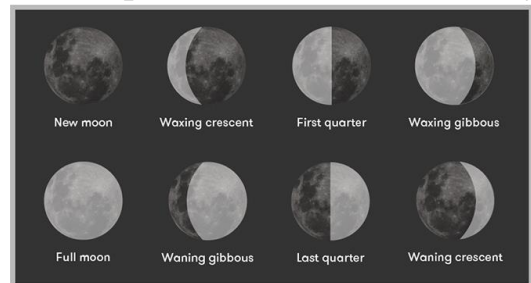 New moon Waxing crescent First quarter Waxing gibbous
Full moon Waning gibbous Last quarter Waning crescent